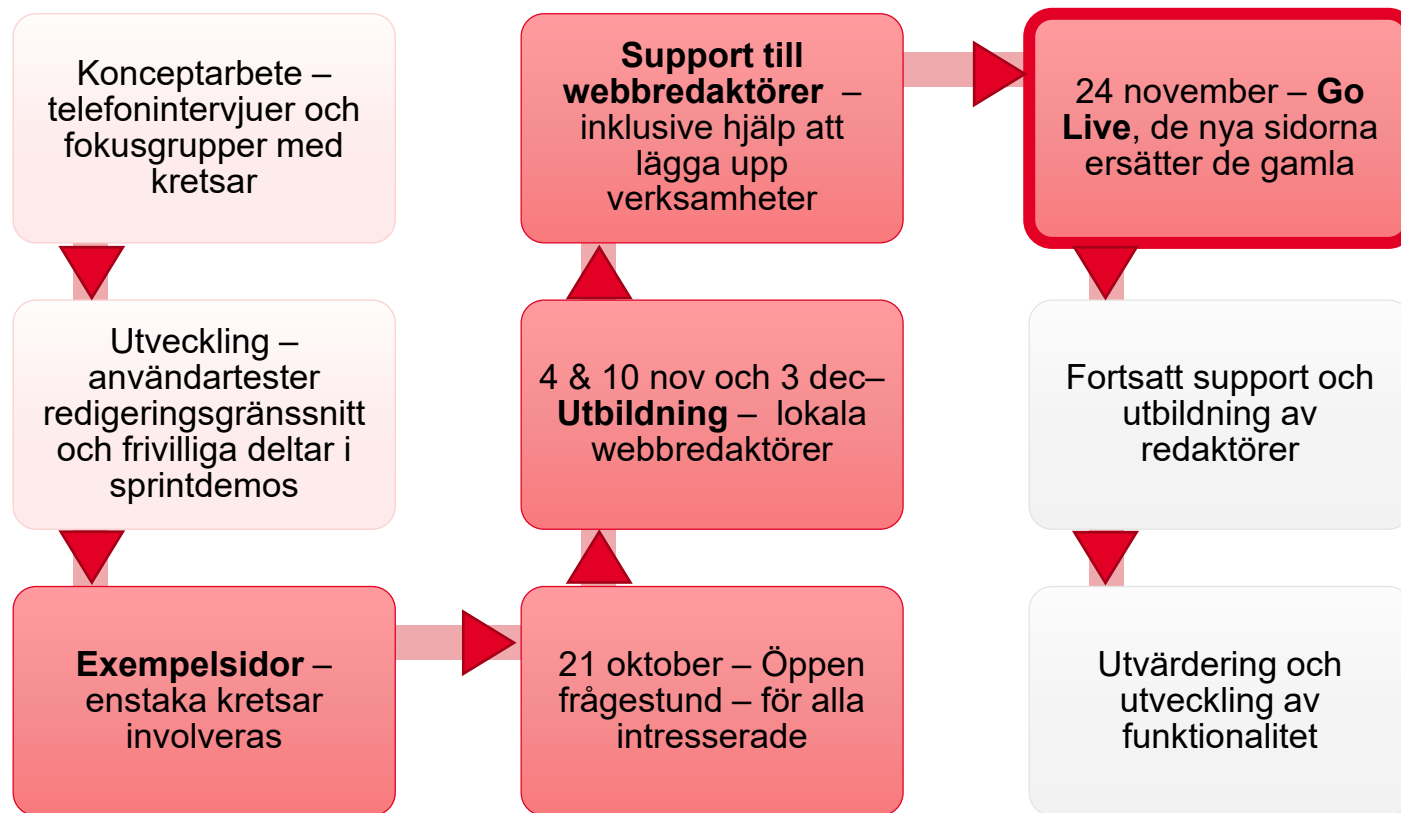 Konceptarbete –
telefonintervjuer och
fokusgrupper med
kretsar
Utveckling –
användartester
redigeringsgränssnitt
och frivilliga deltar i
sprintdemos
Exempelsidor –
enstaka kretsar
involveras
21 oktober – Öppen
frågestund – för alla
intresserade
4 & 10 nov och 3 dec–
Utbildning – lokala
webbredaktörer
Support till
webbredaktörer –
inklusive hjälp att
lägga upp
verksamheter
24 november – Go
Live, de nya sidorna
ersätter de gamla
Fortsatt support och
utbildning av
redaktörer
Utvärdering och
utveckling av
funktionalitet